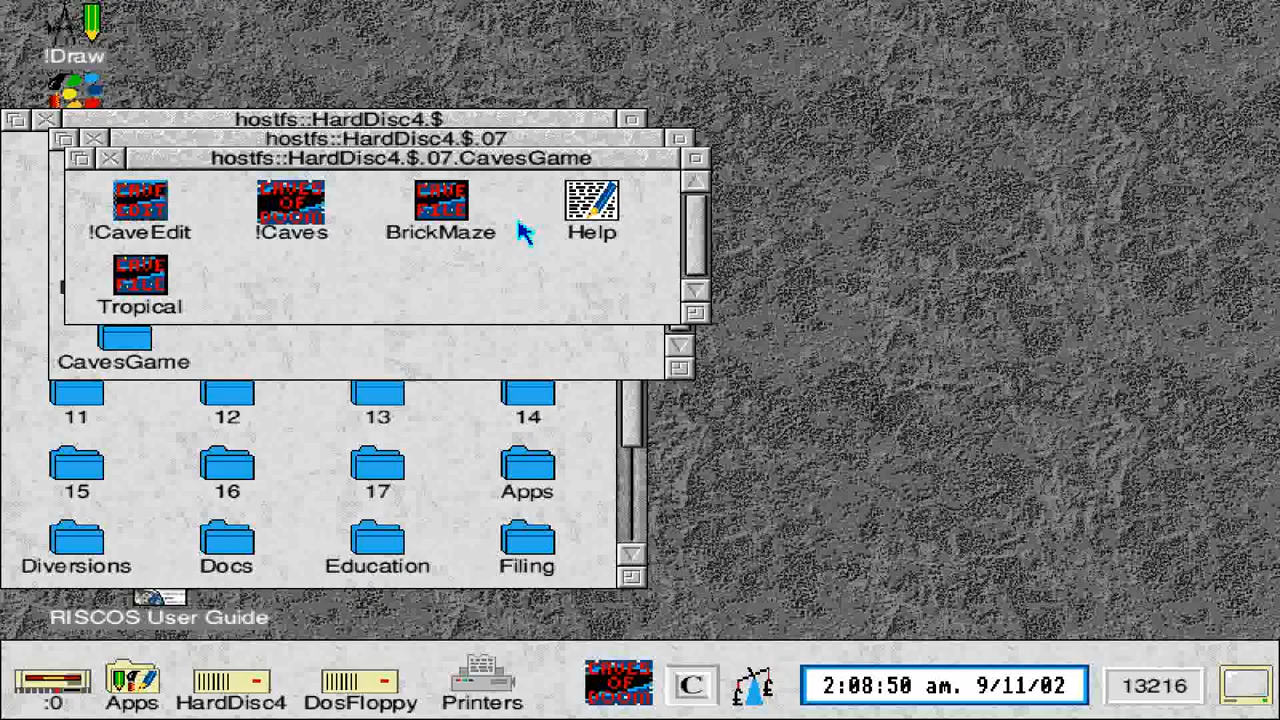 !Draw
hostfs::HardDisc4.$
hostfs::HardDisc4.$.07
hostfs::HardDisc4.$.07.CavesGame
CAVE EDIT
CAVES OF DOOM
CAVE FILE
!CaveEdit
!Caves
BrickMaze
Help
CAVE FILE
Tropical
CavesGame
11
12
13
14
15
16
17
Apps
Diversions
Docs
Education
Filing
RISCOS User Guide
:0
Apps
HardDisc4
DosFloppy
Printers
CAVES OF DOOM
C
2:08:50 am. 9/11/02
13216